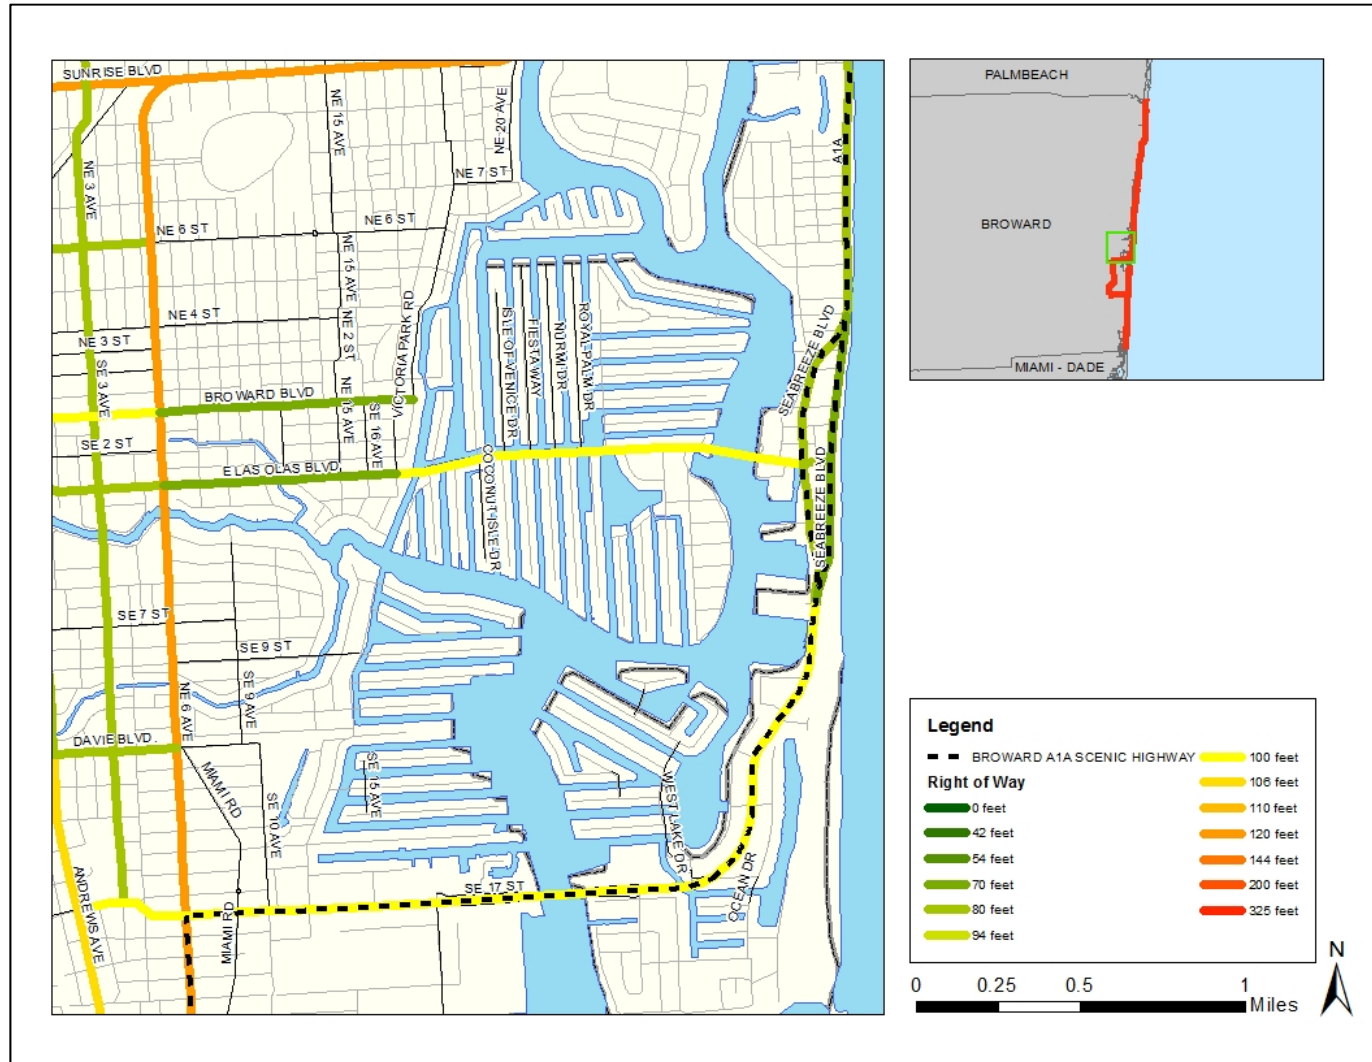 SUNRISE BLVD
NE 15 AVE
NE 20 AVE
A1A
NE 3 AVE
NE 7 ST
NE 6 ST
NE 6 ST
NE 15 AVE
NE 4 ST
NE 3 ST
NE 2 ST
VICTORIA PARK RD
ISLE OF VENICE DR
FIESTA WAY
NURMI DR
ROYAL PALM DR
SEABREEZE BLVD
SE 3 AVE
BROWARD BLVD
NE 15 AVE
SE 16 AVE
SE 2 ST
E LAS OLAS BLVD
COCONUT ISLE DR
SEABREEZE BLVD
SE 7 ST
SE 9 ST
SE 9 AVE
NE 6 AVE
DAVIE BLVD.
MIAMI RD
SE 10 AVE
SE 15 AVE
WEST LAKE DR
OCEAN DR
SE 17 ST
ANDREWS AVE
MIAMI RD
PALMBEACH
BROWARD
MIAMI - DADE
Legend
BROWARD A1A SCENIC HIGHWAY
Right of Way
0 feet
42 feet
54 feet
70 feet
80 feet
94 feet
100 feet
106 feet
110 feet
120 feet
144 feet
200 feet
325 feet
N
0 0.25 0.5 1
Miles